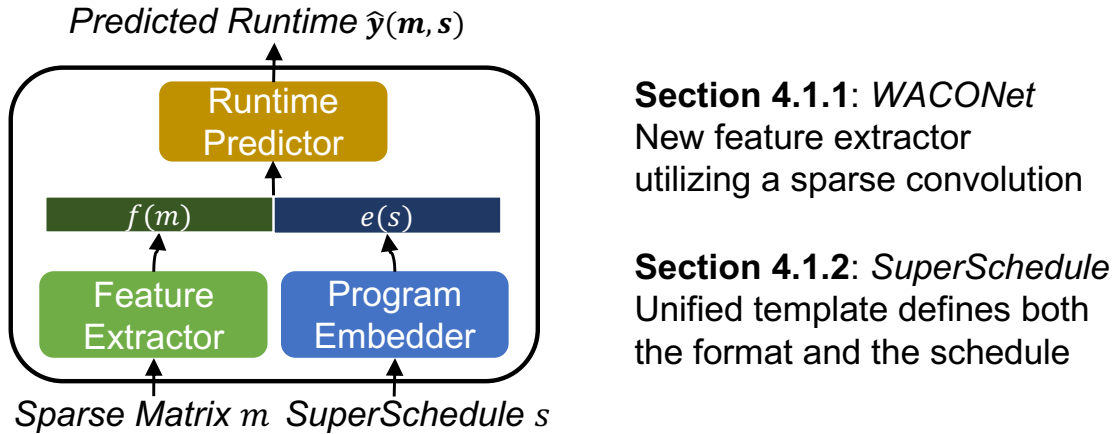 Predicted Runtime ŷ(m, s)
Runtime
Predictor
f(m)
e(s)
Feature
Extractor
Program
Embedder
Sparse Matrix m
SuperSchedule s
Section 4.1.1: WACONet
New feature extractor
utilizing a sparse convolution
Section 4.1.2: SuperSchedule
Unified template defines both
the format and the schedule